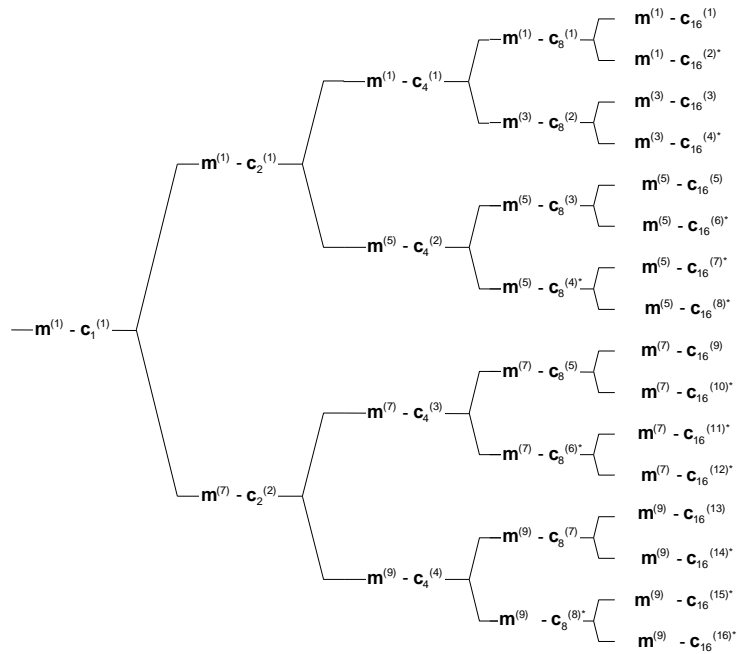 m(1) - c16(1)
m(1) - c8(1)
m(1) - c16(2)*
m(1) - c4(1)
m(3) - c16(3)
m(3) - c8(2)
m(3) - c16(4)*
m(1) - c2(1)
m(5) - c16(5)
m(5) - c8(3)
m(5) - c16(6)*
m(5) - c4(2)
m(5) - c16(7)*
m(5) - c8(4)*
m(5) - c16(8)*
m(1) - c1(1)
m(7) - c16(9)
m(7) - c8(5)
m(7) - c16(10)*
m(7) - c4(3)
m(7) - c16(11)*
m(7) - c8(6)*
m(7) - c16(12)*
m(7) - c2(2)
m(9) - c16(13)
m(9) - c8(7)
m(9) - c16(14)*
m(9) - c4(4)
m(9) - c16(15)*
m(9) - c8(8)*
m(9) - c16(16)*